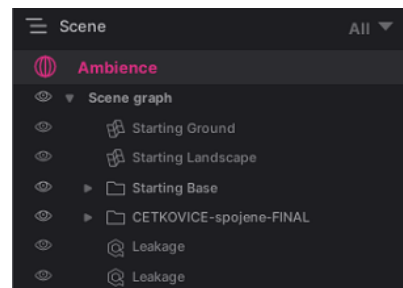 Scene
All
Ambience
Scene graph
Starting Ground
Starting Landscape
Starting Base
CETKOVICE-spojene-FINAL
Leakage
Leakage